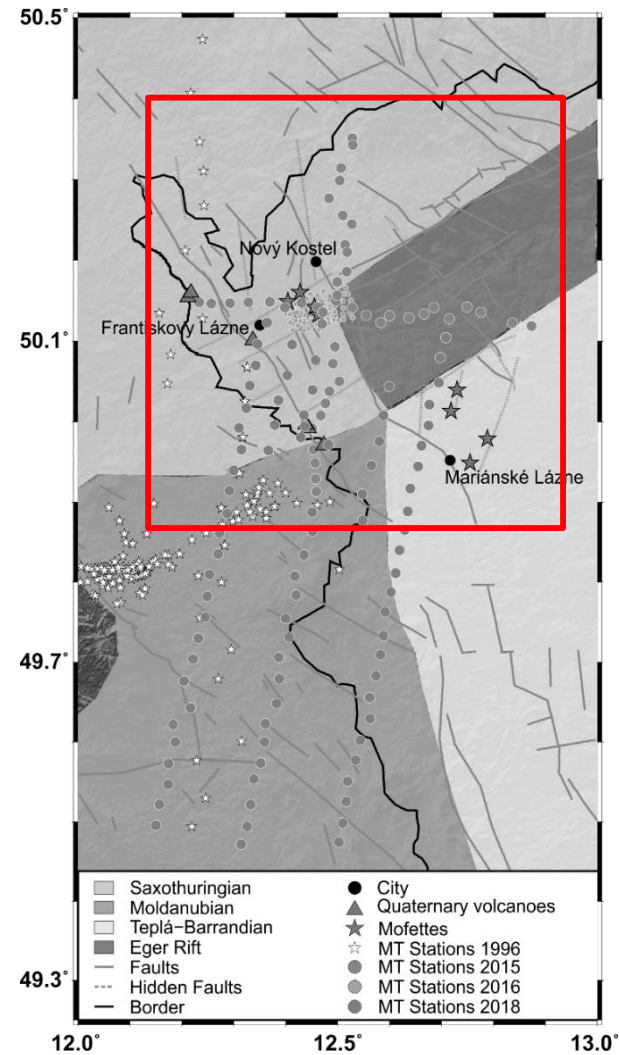 50.5°
Nový Kostel
50.1°
Frantiskovy Lázne
Mariánské Lázne
49.7°
Saxothuringian
Moldanubian
Teplá–Barrandian
Eger Rift
Faults
Hidden Faults
Border
City
Quaternary volcanoes
Mofettes
MT Stations 1996
MT Stations 2015
MT Stations 2016
MT Stations 2018
49.3°
12.0°
12.5°
13.0°